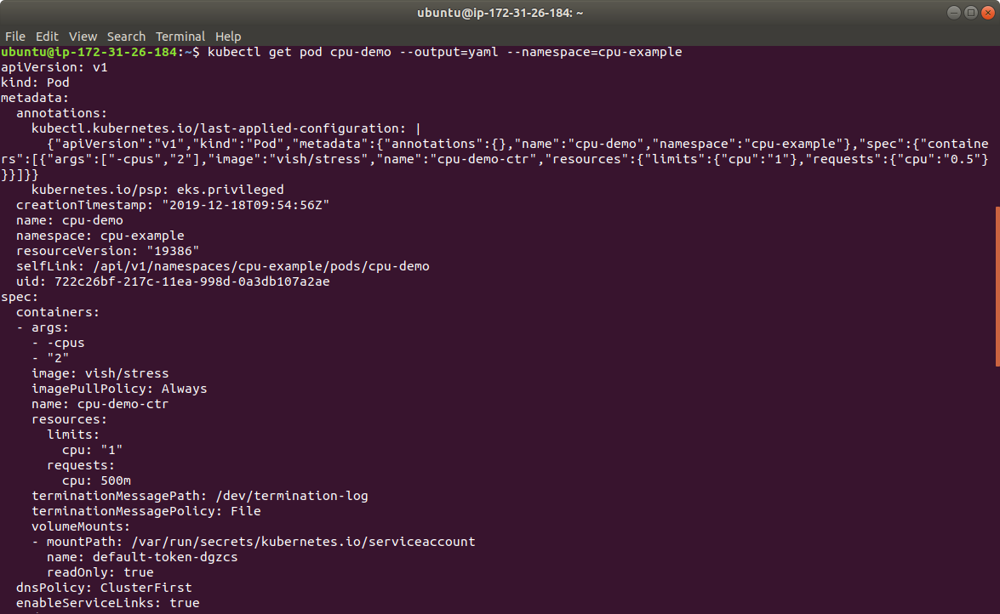 ubuntu@ip-172-31-26-184: ~
File Edit View Search Terminal Help
ubuntu@ip-172-31-26-184:~$ kubectl get pod cpu-demo --output=yaml --namespace=cpu-example
apiVersion: v1
kind: Pod
metadata:
  annotations:
    kubectl.kubernetes.io/last-applied-configuration: |
      {"apiVersion":"v1","kind":"Pod","metadata":{"annotations":{},"name":"cpu-demo","namespace":"cpu-example"},"spec":{"containe
rs":[{"args":["-cpus","2"],"image":"vish/stress","name":"cpu-demo-ctr","resources":{"limits":{"cpu":"1"},"requests":{"cpu":"0.5"}
}}]}}
    kubernetes.io/psp: eks.privileged
  creationTimestamp: "2019-12-18T09:54:56Z"
  name: cpu-demo
  namespace: cpu-example
  resourceVersion: "19386"
  selfLink: /api/v1/namespaces/cpu-example/pods/cpu-demo
  uid: 722c26bf-217c-11ea-998d-0a3db107a2ae
spec:
  containers:
  - args:
    - -cpus
    - "2"
    image: vish/stress
    imagePullPolicy: Always
    name: cpu-demo-ctr
    resources:
      limits:
        cpu: "1"
      requests:
        cpu: 500m
    terminationMessagePath: /dev/termination-log
    terminationMessagePolicy: File
    volumeMounts:
    - mountPath: /var/run/secrets/kubernetes.io/serviceaccount
      name: default-token-dgzcs
      readOnly: true
  dnsPolicy: ClusterFirst
  enableServiceLinks: true